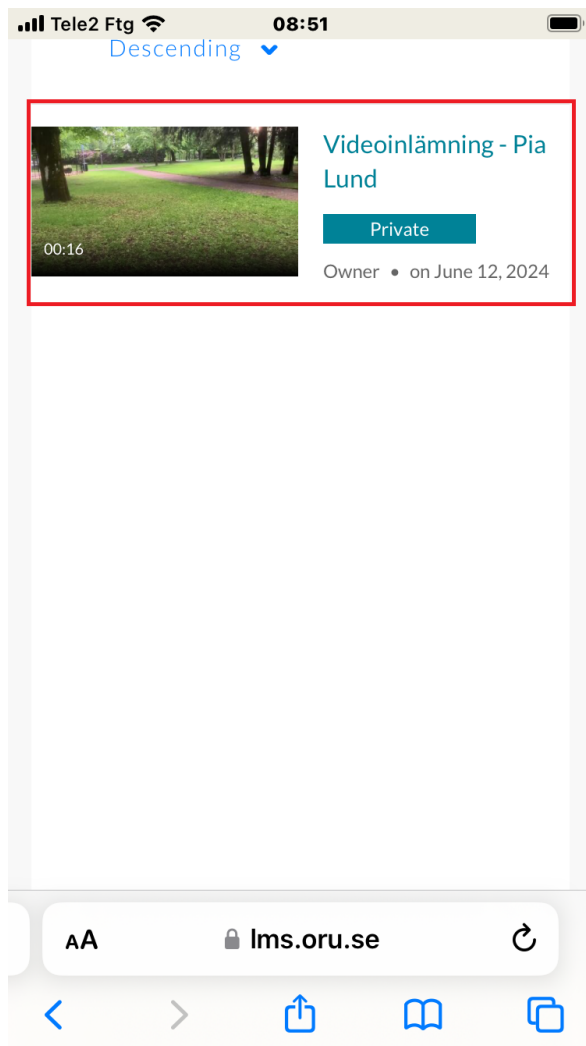 Tele2 Ftg 08:51
Descending
Videoinlämning - Pia
Lund
00:16
Private
Owner • on June 12, 2024
AA lms.oru.se